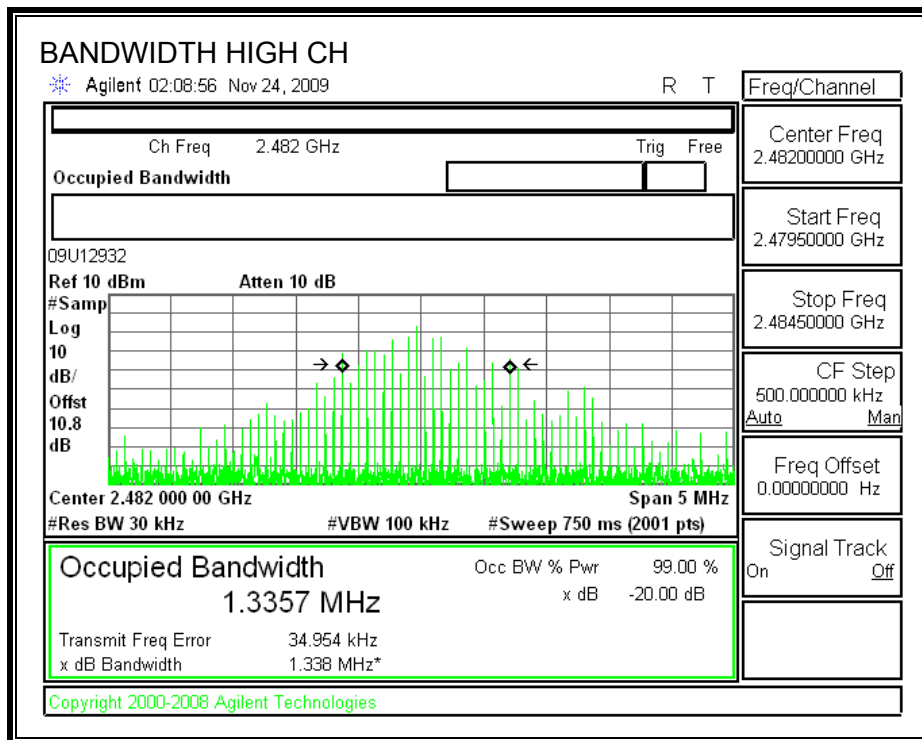 BANDWIDTH HIGH CH
Agilent 02:08:56 Nov 24, 2009 R T
Freq/Channel
Ch Freq 2.482 GHz Trig Free
Occupied Bandwidth
Center Freq
2.48200000 GHz
Start Freq
2.47950000 GHz
Stop Freq
2.48450000 GHz
CF Step
500.000000 kHz
Auto Man
Freq Offset
0.00000000 Hz
Signal Track
On Off
09U12932
Ref 10 dBm Atten 10 dB
#Samp
Log
10
dB/
Offst
10.8
dB
Center 2.482 000 00 GHz Span 5 MHz
#Res BW 30 kHz #VBW 100 kHz #Sweep 750 ms (2001 pts)
Occupied Bandwidth Occ BW % Pwr 99.00 %
1.3357 MHz x dB -20.00 dB
Transmit Freq Error 34.954 kHz
x dB Bandwidth 1.338 MHz*
Copyright 2000-2008 Agilent Technologies